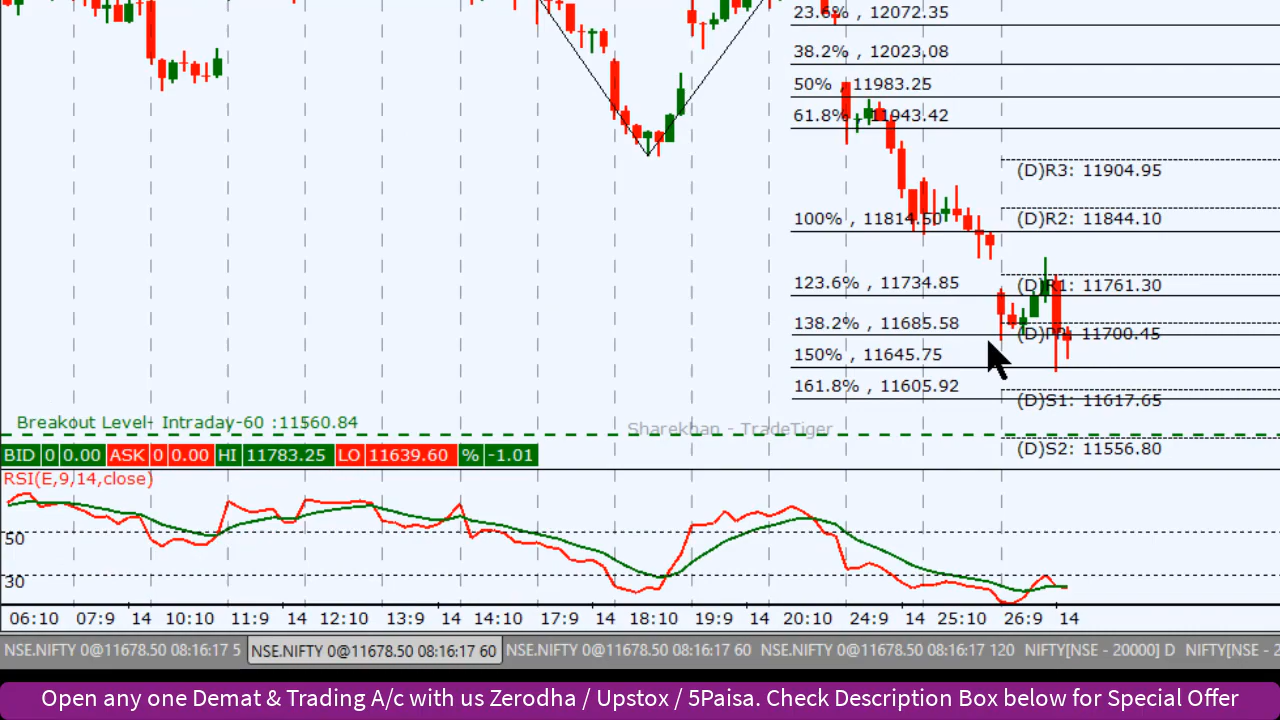 23.6% , 12072.35
38.2% , 12023.08
50% , 11983.25
61.8% , 11943.42
(D)R3: 11904.95
100% , 11814.50
(D)R2: 11844.10
123.6% , 11734.85
(D)R1: 11761.30
138.2% , 11685.58
11700.45
150% , 11645.75
161.8% , 11605.92
(D)S1: 11617.65
Breakout Level- Intraday-60 :11560.84
Sharekhan - TradeTiger
BID 0 0.00 ASK 0 0.00 HI 11783.25 LO 11639.60 % -1.01
(D)S2: 11556.80
RSI(E,9,14,close)
50
30
06:10 07:9 14 10:10 11:9 14 12:10 13:9 14 14:10 17:9 14 18:10 19:9 14 20:10 24:9 14 25:10 26:9 14
NSE.NIFTY 0@11678.50 08:16:17 5 NSE.NIFTY 0@11678.50 08:16:17 60 NSE.NIFTY 0@11678.50 08:16:17 60 NSE.NIFTY 0@11678.50 08:16:17 120 NIFTY[NSE - 20000] D NIFTY[NSE - 2
Open any one Demat & Trading A/c with us Zerodha / Upstox / 5Paisa. Check Description Box below for Special Offer